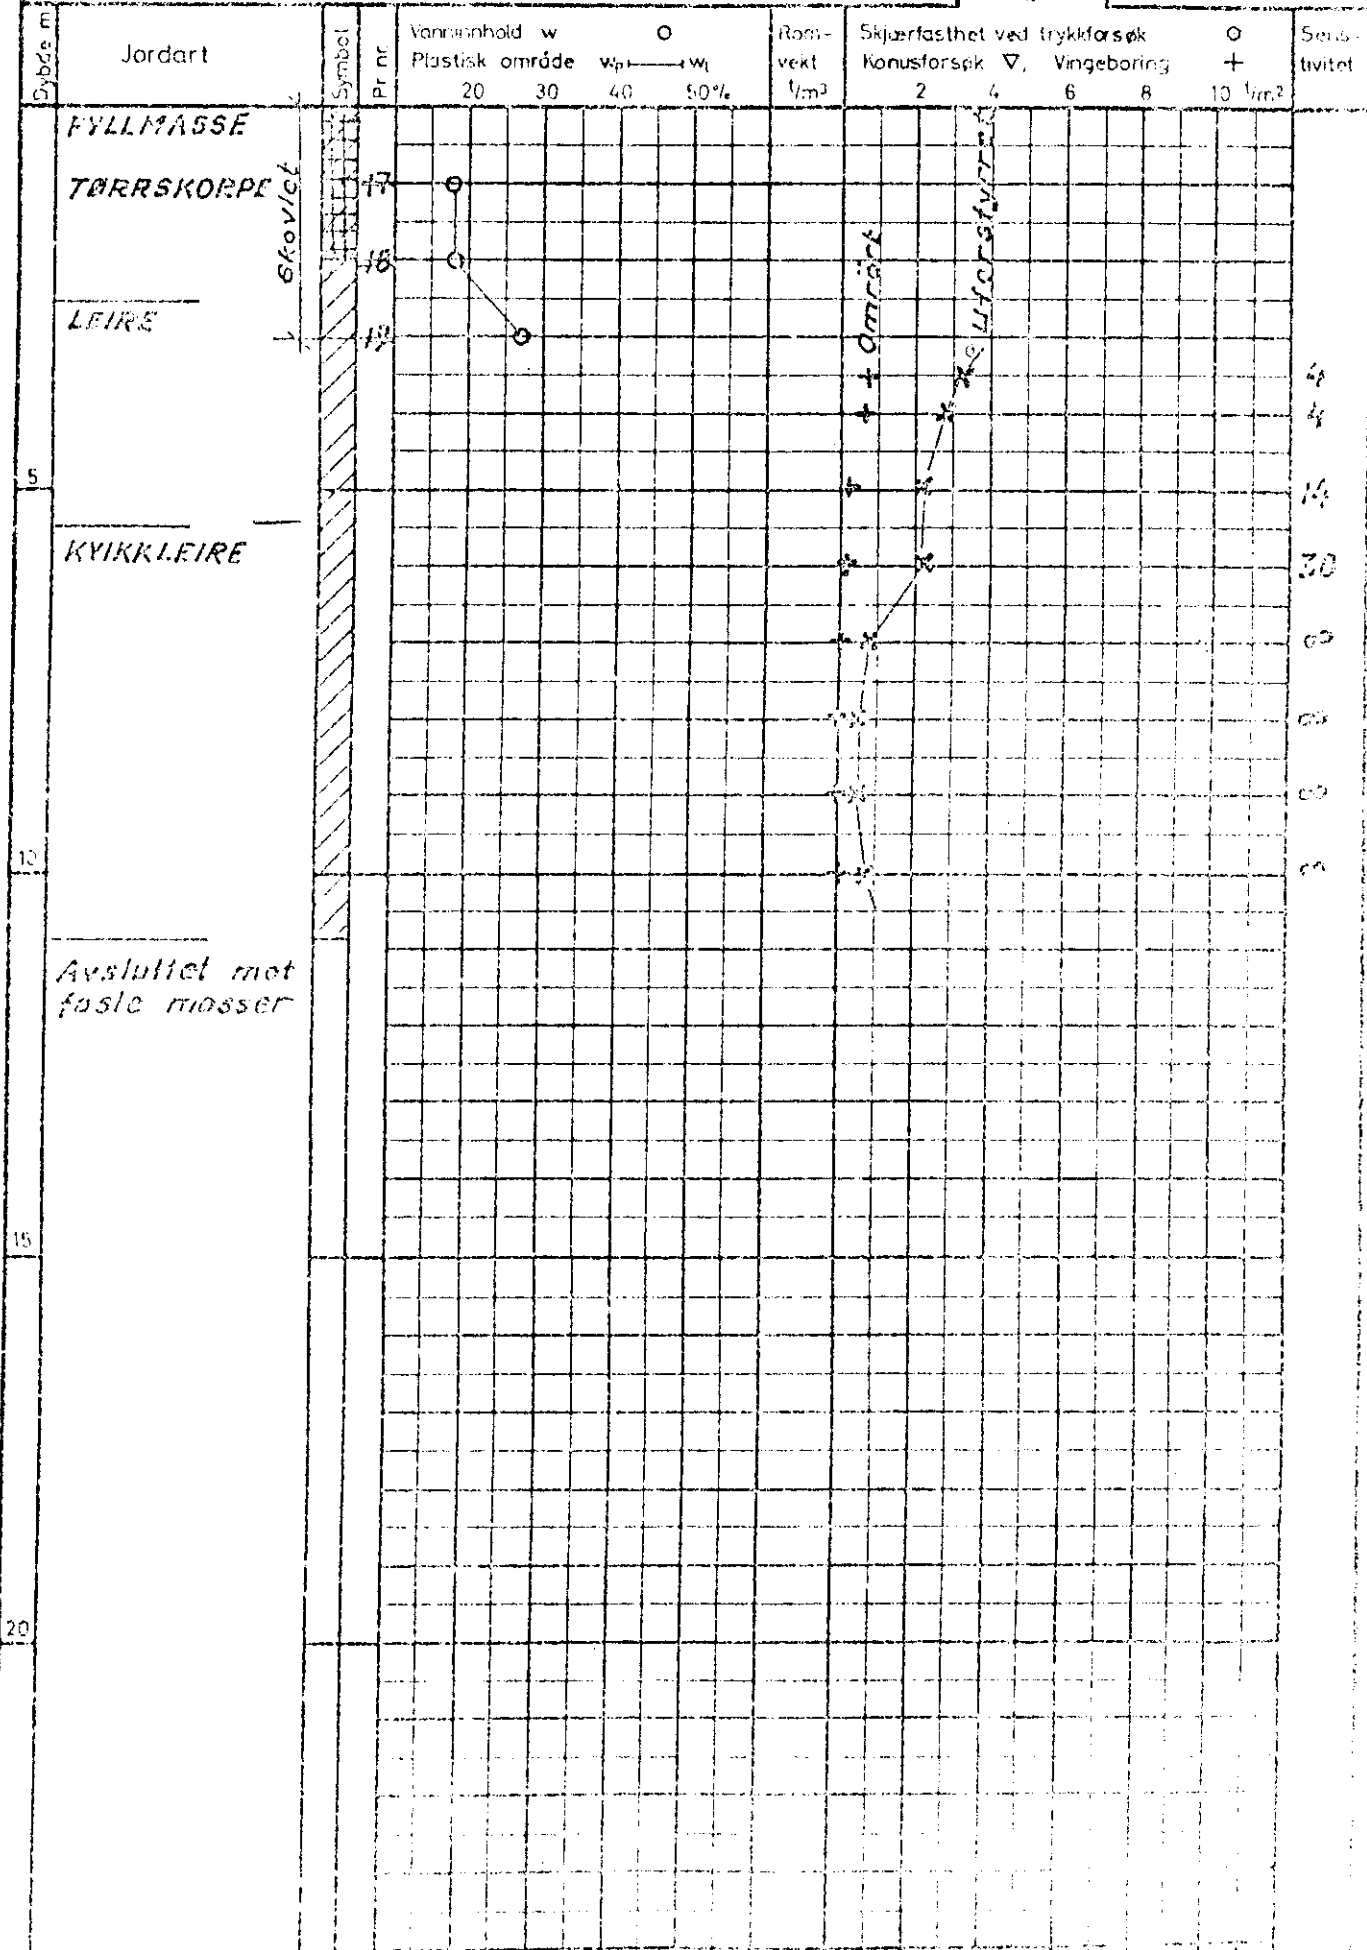 Dybde m
Jordart
Symbol
Pr nr.
Vanninnhold w O
Plastisk område wp wl
20 30 40 50%
Rom-
vekt
t/m3
Skjærfasthet ved trykkforsøk O
Konusforsøk ▽, Vingeboring +
2 4 6 8 10 t/m2
Sensi-
tivitet
FYLLMASSE
TØRRSKORPE
skovlet
17
18
19
LEIRE
Omrørt
Uforstyrret
4
4
5
14
KVIKKLEIRE
30
∞
∞
∞
10
∞
Avsluttet mot
faste masser
15
20